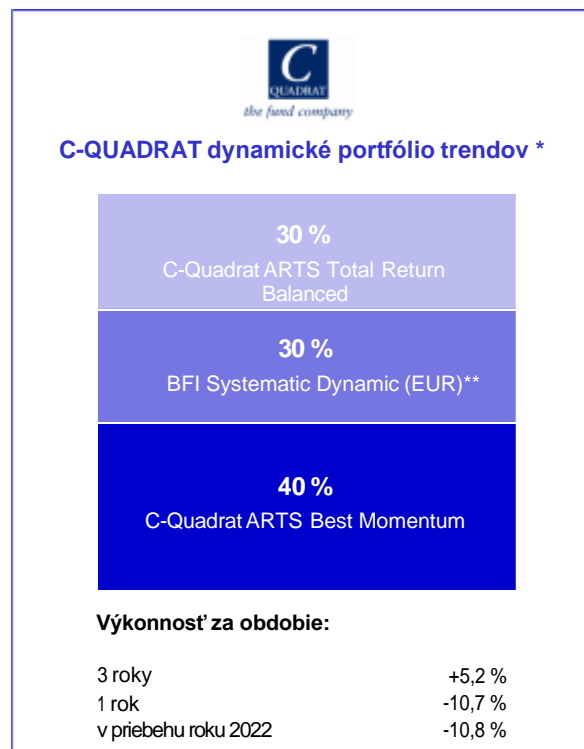 C
QUADRAT
the fund company
C-QUADRAT dynamické portfólio trendov *
30 %
C-Quadrat ARTS Total Return
Balanced
30 %
BFI Systematic Dynamic (EUR)**
40 %
C-Quadrat ARTS Best Momentum
Výkonnosť za obdobie:
3 roky +5,2 %
1 rok -10,7 %
v priebehu roku 2022 -10,8 %